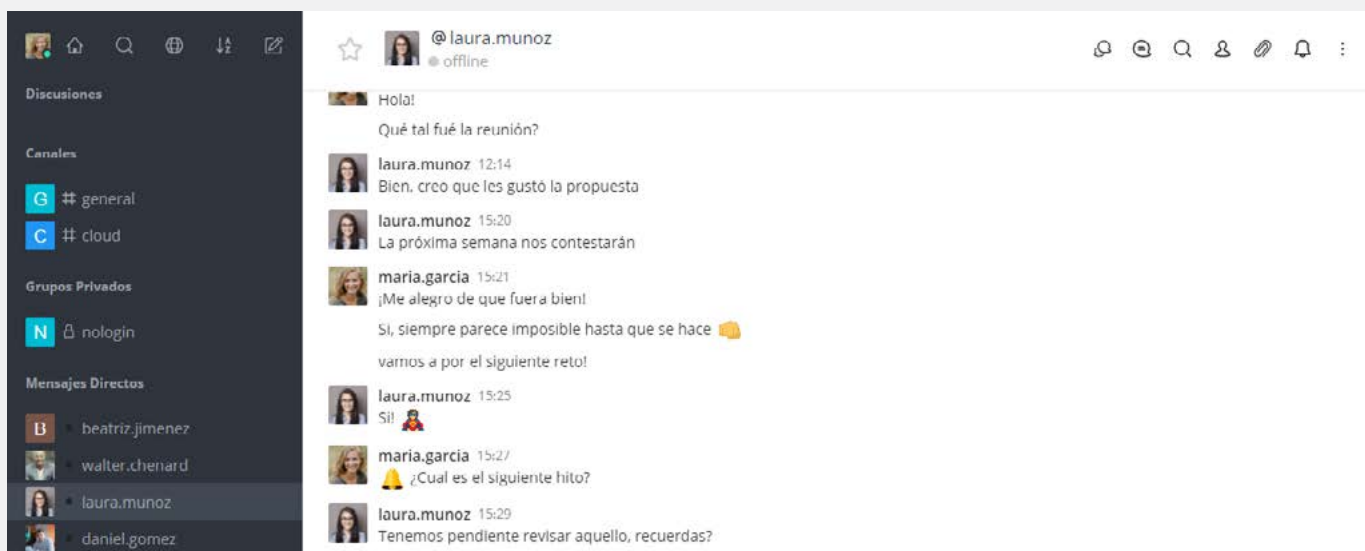 Discusiones
Canales
G # general
C # cloud
Grupos Privados
N nologin
Mensajes Directos
B beatriz.jimenez
walter.chenard
laura.munoz
daniel.gomez
@laura.munoz
offline
Hola!
Qué tal fué la reunión?
laura.munoz 12:14
Bien, creo que les gustó la propuesta
laura.munoz 15:20
La próxima semana nos contestarán
maria.garcia 15:21
¡Me alegro de que fuera bien!
Si, siempre parece imposible hasta que se hace
vamos a por el siguiente reto!
laura.munoz 15:25
Si!
maria.garcia 15:27
¿Cual es el siguiente hito?
laura.munoz 15:29
Tenemos pendiente revisar aquello, recuerdas?